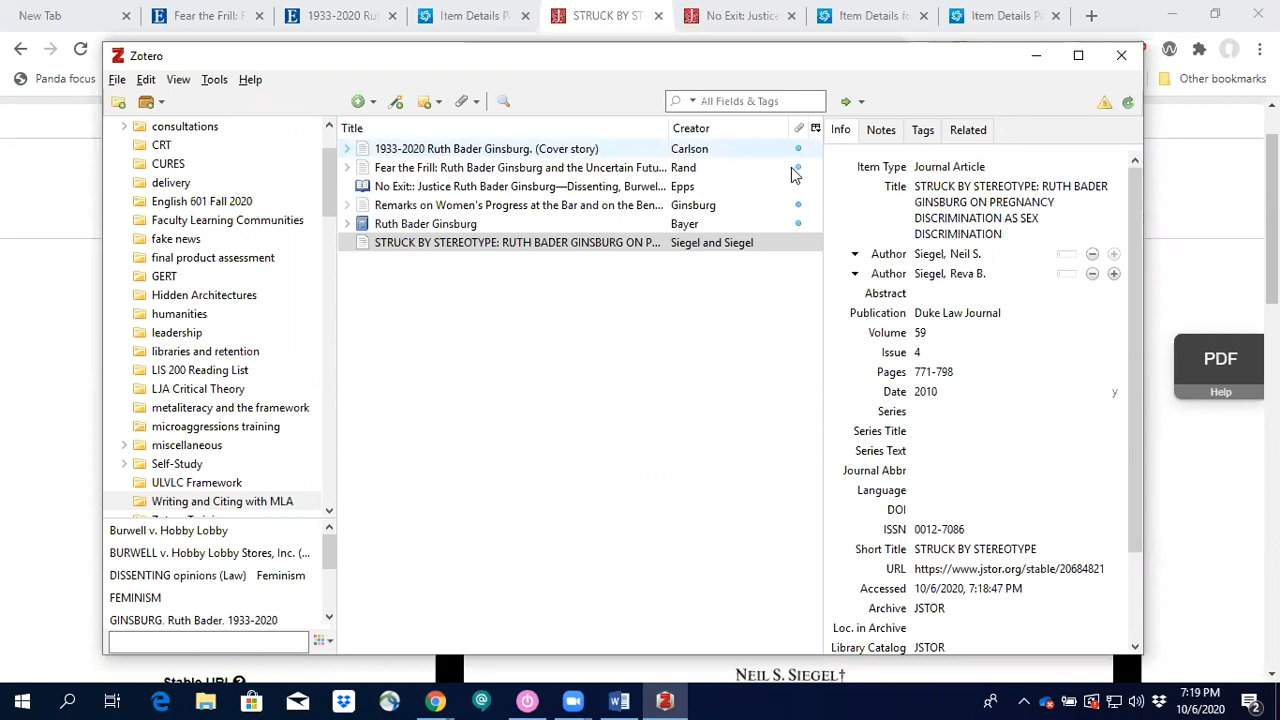 New Tab
Fear the Frill: R
1933-2020 Rut
Item Details fo
STRUCK BY ST
No Exit: Justice
Item Details fo
Item Details P
Panda focus
Other bookmarks
Zotero
File Edit View Tools Help
All Fields & Tags
consultations
CRT
CURES
delivery
English 601 Fall 2020
Faculty Learning Communities
fake news
final product assessment
GERT
Hidden Architectures
humanities
leadership
libraries and retention
LIS 200 Reading List
LJA Critical Theory
metaliteracy and the framework
microaggressions training
miscellaneous
Self-Study
ULVLC Framework
Writing and Citing with MLA
Burwell v. Hobby Lobby
BURWELL v. Hobby Lobby Stores, Inc. (...
DISSENTING opinions (Law) Feminism
FEMINISM
GINSBURG, Ruth Bader, 1933-2020
Title Creator
1933-2020 Ruth Bader Ginsburg. (Cover story) Carlson
Fear the Frill: Ruth Bader Ginsburg and the Uncertain Futu... Rand
No Exit:: Justice Ruth Bader Ginsburg—Dissenting, Burwel... Epps
Remarks on Women's Progress at the Bar and on the Ben... Ginsburg
Ruth Bader Ginsburg Bayer
STRUCK BY STEREOTYPE: RUTH BADER GINSBURG ON P... Siegel and Siegel
Info Notes Tags Related
Item Type Journal Article
Title STRUCK BY STEREOTYPE: RUTH BADER
GINSBURG ON PREGNANCY
DISCRIMINATION AS SEX
DISCRIMINATION
Author Siegel, Neil S.
Author Siegel, Reva B.
Abstract
Publication Duke Law Journal
Volume 59
Issue 4
Pages 771-798
Date 2010 y
Series
Series Title
Series Text
Journal Abbr
Language
DOI
ISSN 0012-7086
Short Title STRUCK BY STEREOTYPE
URL https://www.jstor.org/stable/20684821
Accessed 10/6/2020, 7:18:47 PM
Archive JSTOR
Loc. in Archive
Library Catalog JSTOR
PDF
Help
NEIL S. SIEGEL†
7:19 PM
10/6/2020
2